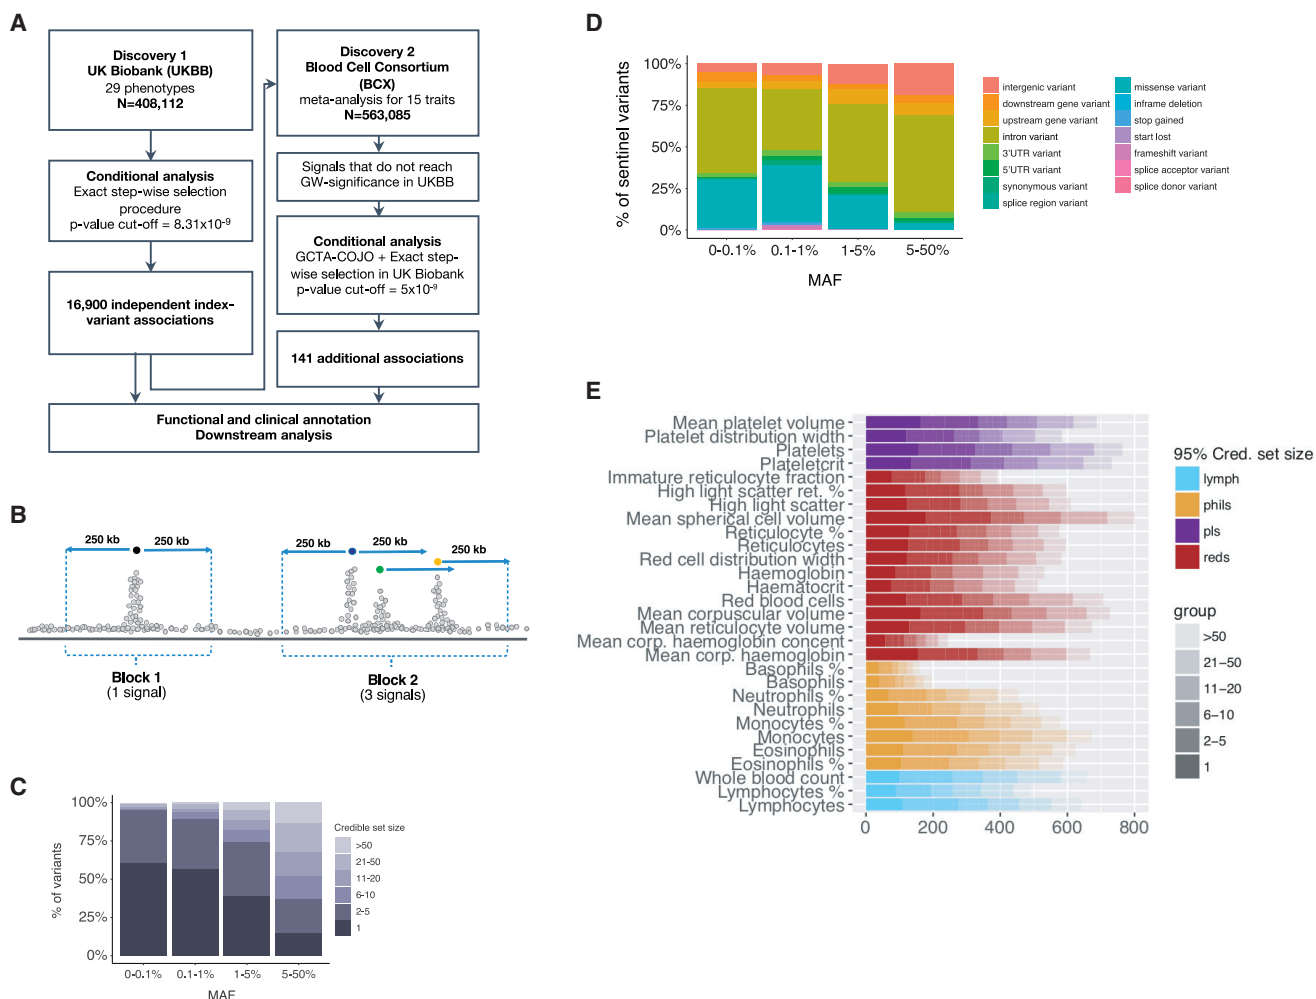 A
Discovery 1
UK Biobank (UKBB)
29 phenotypes
N=408,112
Conditional analysis
Exact step-wise selection
procedure
p-value cut-off = 8.31x10⁻⁹
16,900 independent index-
variant associations
Discovery 2
Blood Cell Consortium
(BCX)
meta-analysis for 15 traits
N=563,085
Signals that do not reach
GW-significance in UKBB
Conditional analysis
GCTA-COJO + Exact step-
wise selection in UK Biobank
p-value cut-off = 5x10⁻⁹
141 additional associations
Functional and clinical annotation
Downstream analysis
B
250 kb
250 kb
250 kb
250 kb
250 kb
Block 1
(1 signal)
Block 2
(3 signals)
C
% of variants
100%
75%
50%
25%
0%
0-0.1%
0.1-1%
1-5%
5-50%
MAF
Credible set size
>50
21-50
11-20
6-10
2-5
1
D
% of sentinel variants
100%
75%
50%
25%
0%
0-0.1%
0.1-1%
1-5%
5-50%
MAF
intergenic variant
downstream gene variant
upstream gene variant
intron variant
3'UTR variant
5'UTR variant
synonymous variant
splice region variant
missense variant
inframe deletion
stop gained
start lost
frameshift variant
splice acceptor variant
splice donor variant
E
Mean platelet volume
Platelet distribution width
Platelets
Plateletcrit
Immature reticulocyte fraction
High light scatter ret. %
High light scatter
Mean spherical cell volume
Reticulocyte %
Reticulocytes
Red cell distribution width
Haemoglobin
Haematocrit
Red blood cells
Mean corpuscular volume
Mean reticulocyte volume
Mean corp. haemoglobin concent
Mean corp. haemoglobin
Basophils %
Basophils
Neutrophils %
Neutrophils
Monocytes %
Monocytes
Eosinophils
Eosinophils %
Whole blood count
Lymphocytes %
Lymphocytes
0
200
400
600
800
95% Cred. set size
lymph
phils
pls
reds
group
>50
21-50
11-20
6-10
2-5
1